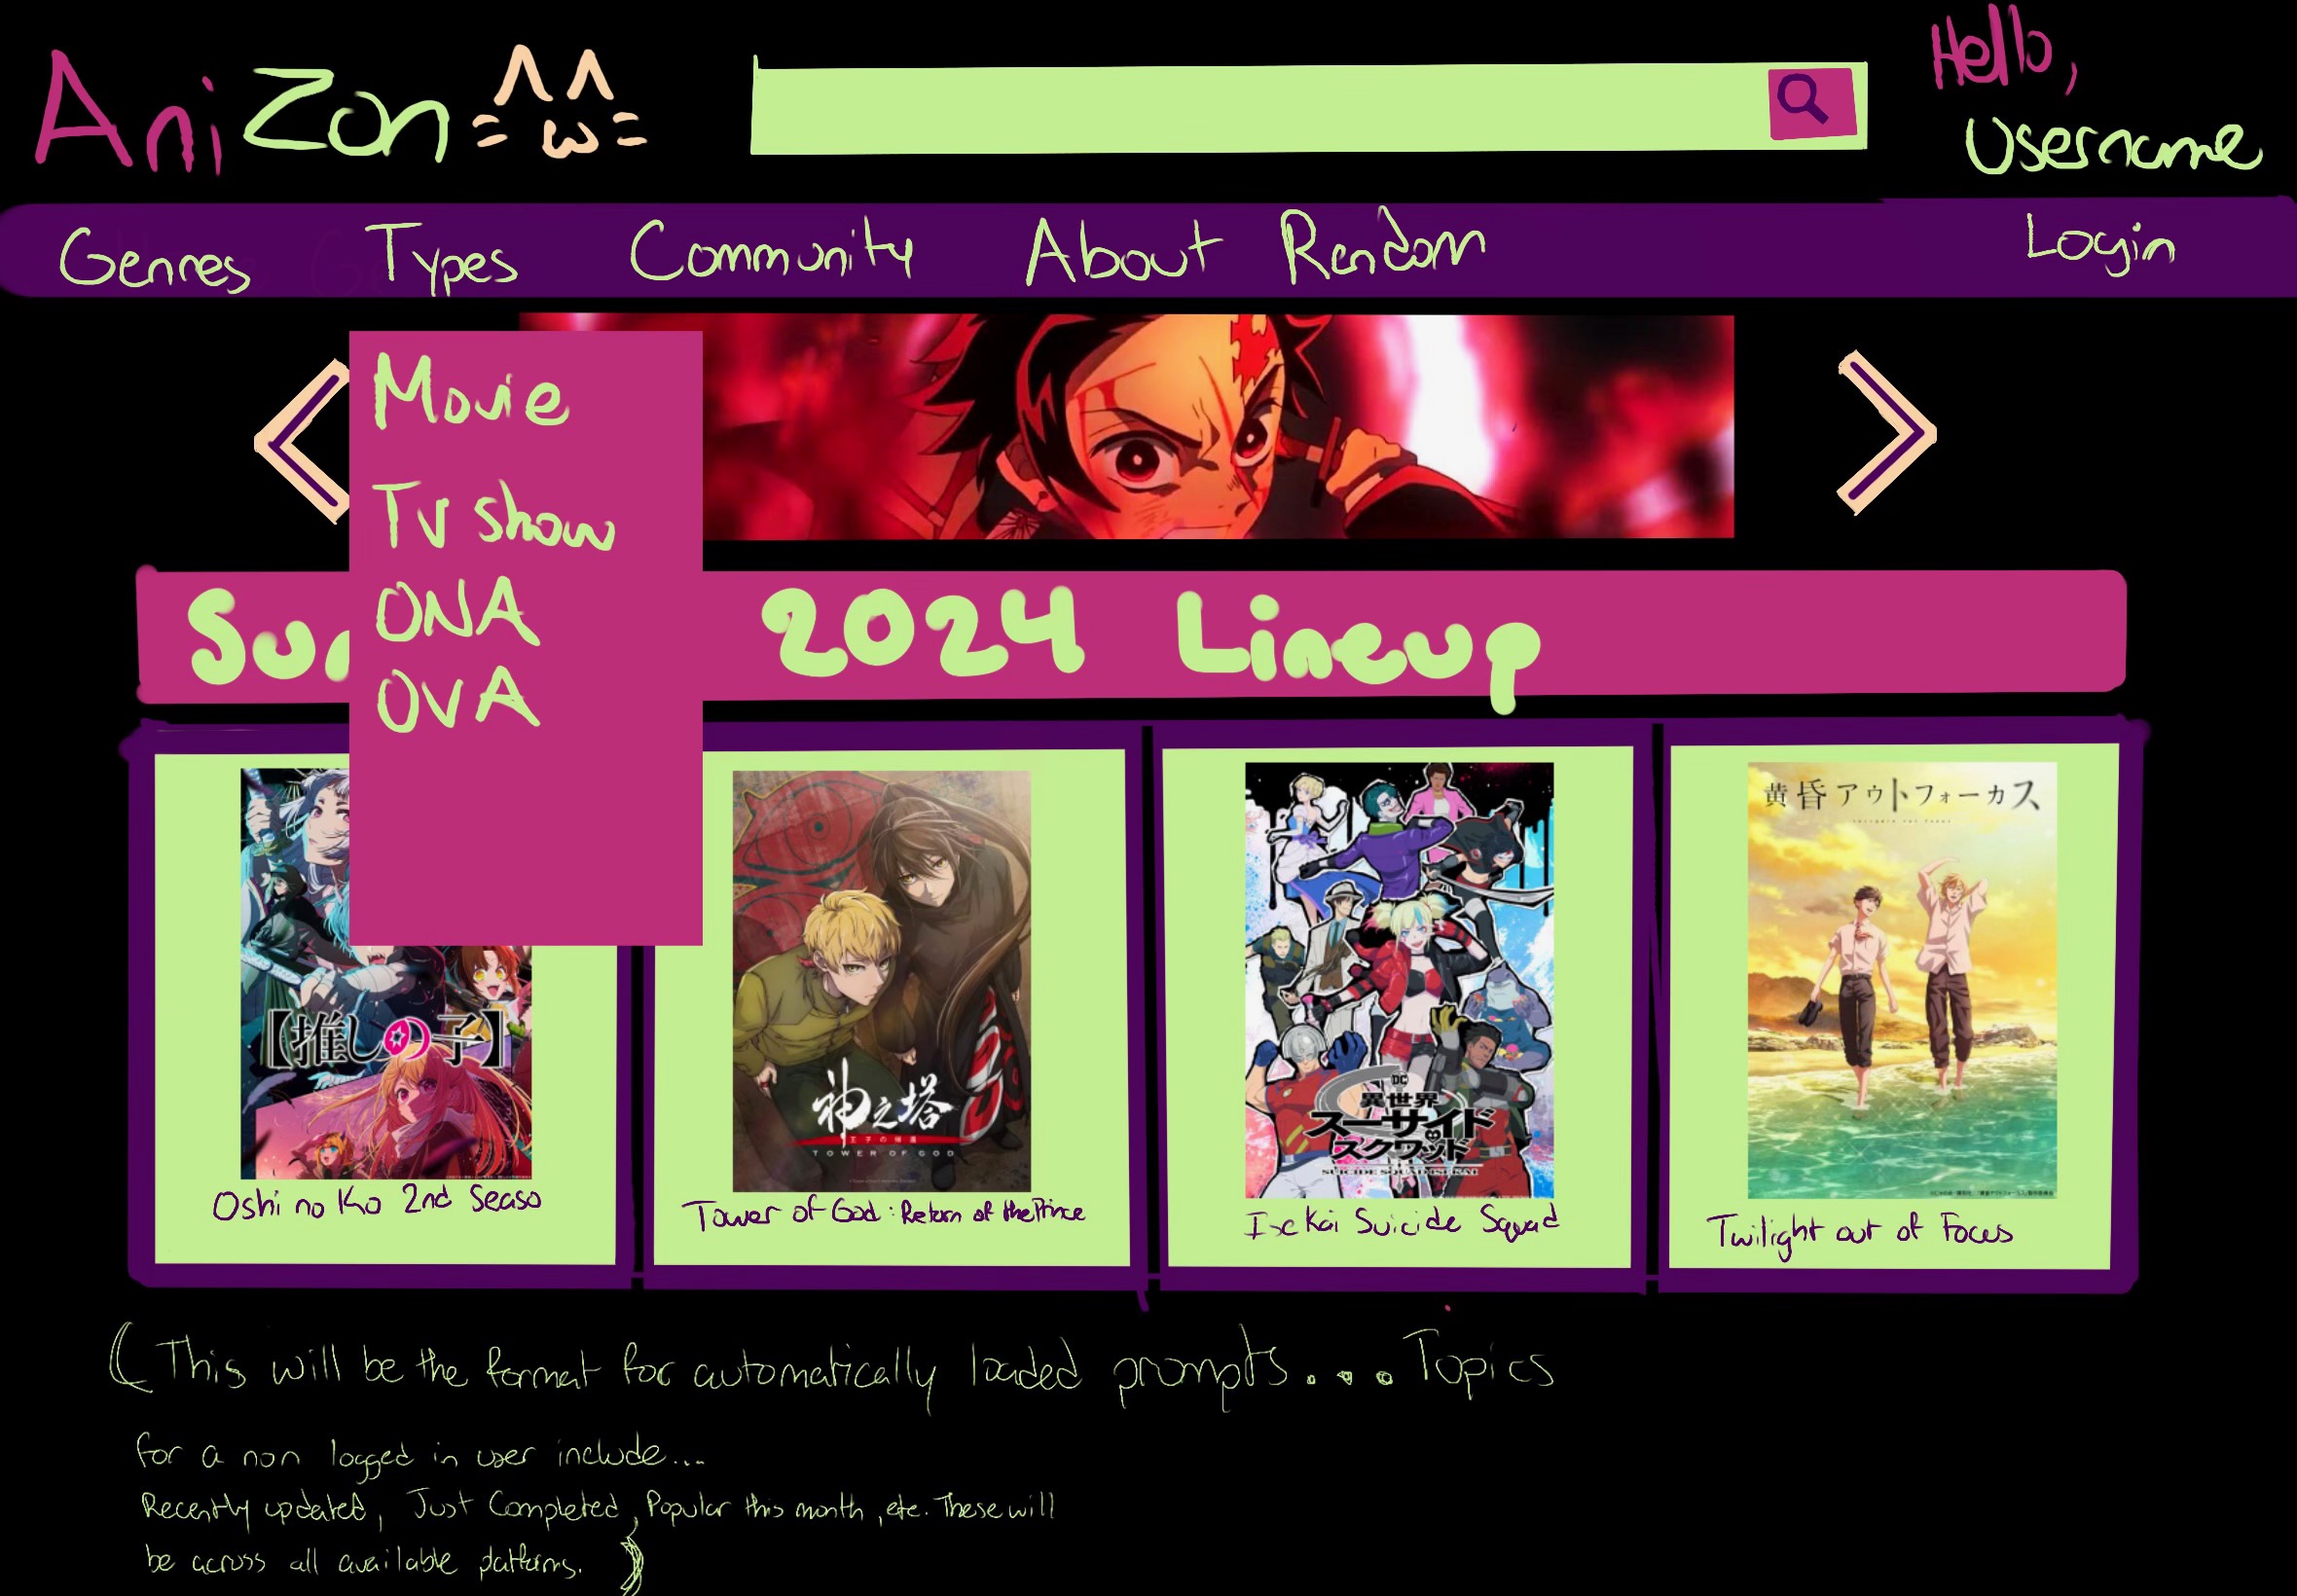 AniZon =^ω^=
Hello,
Username
Genres Types Community About Random Login
Movie
Tv show
ONA
OVA
2024 Lineup
黄昏アウトフォーカス
【推しの子】
神之塔
王子の帰還
TOWER OF GOD
DC
異世界
スーサイド
スクワッド
SUICIDE SQUAD ISEKAI
Oshi no Ko 2nd Seaso
Tower of God: Return of the Prince
Isekai Suicide Squad
Twilight out of Focus
(This will be the format for automatically loaded prompts.... Topics
for a non logged in user include...
Recently updated, Just Completed, Popular this month, etc. These will
be across all available platforms. )